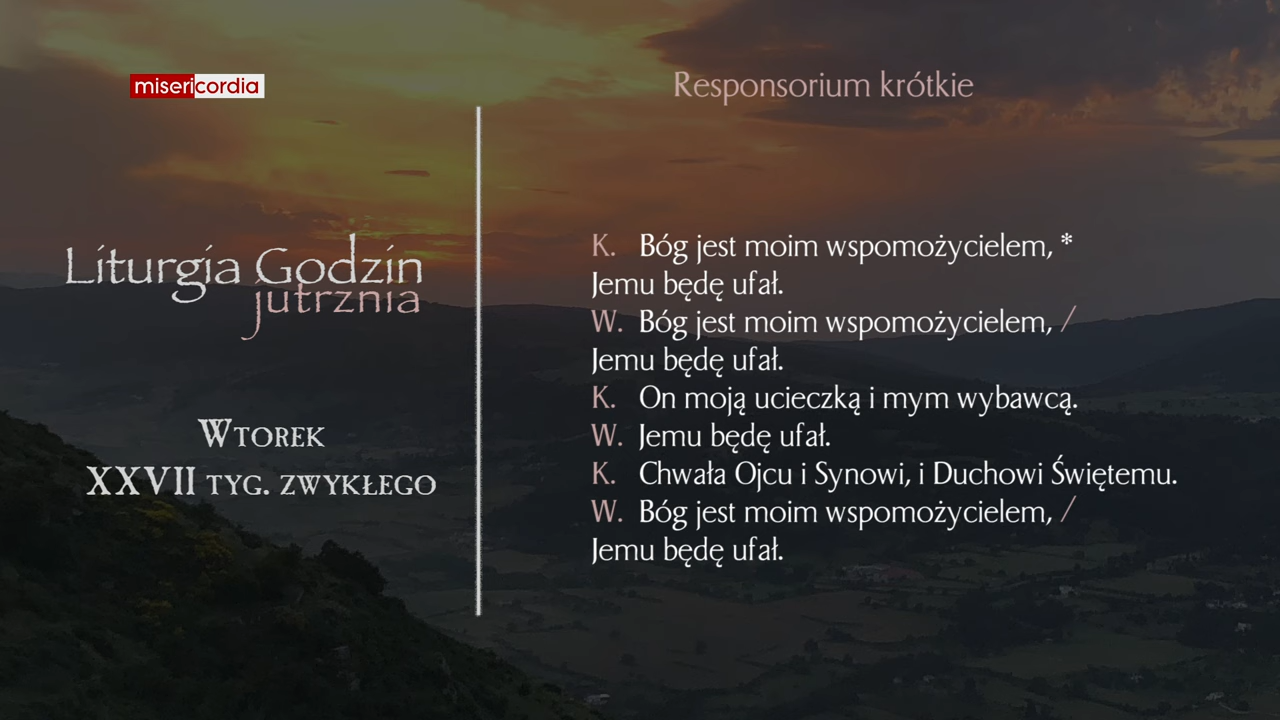 misericordia
Liturgia Godzin
jutrznia
Wtorek
XXVII tyg. zwykłego
Responsorium krótkie
K. Bóg jest moim wspomożycielem, *
Jemu będę ufał.
W. Bóg jest moim wspomożycielem, /
Jemu będę ufał.
K. On moją ucieczką i mym wybawcą.
W. Jemu będę ufał.
K. Chwała Ojcu i Synowi, i Duchowi Świętemu.
W. Bóg jest moim wspomożycielem, /
Jemu będę ufał.